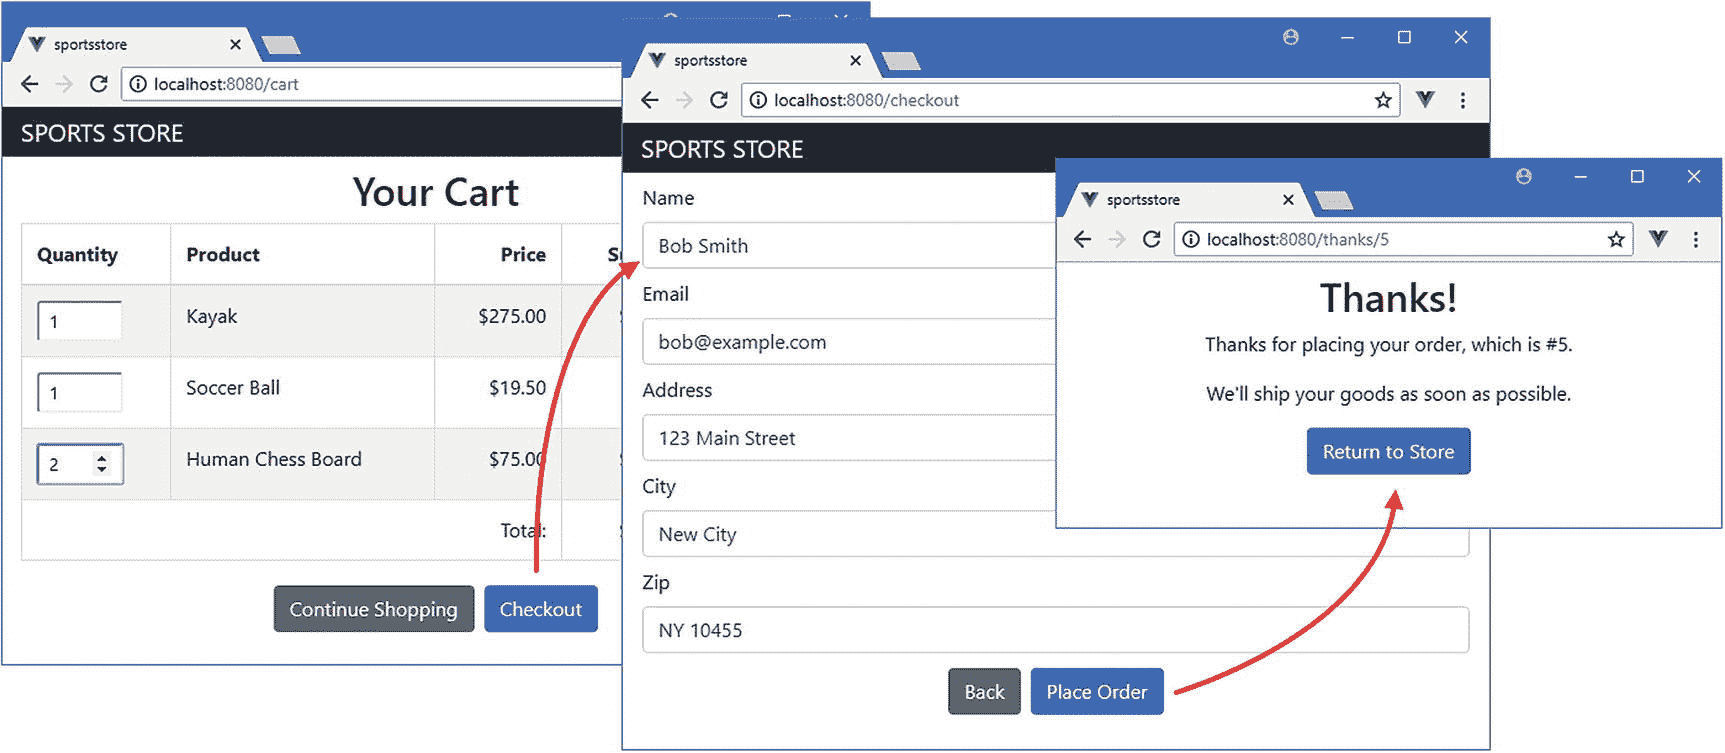 sportsstore
localhost:8080/cart
SPORTS STORE
Your Cart
Quantity Product Price
1 Kayak $275.00
1 Soccer Ball $19.50
2 Human Chess Board $75.00
Total:
Continue Shopping Checkout
sportsstore
localhost:8080/checkout
SPORTS STORE
Name
Bob Smith
Email
bob@example.com
Address
123 Main Street
City
New City
Zip
NY 10455
Back Place Order
sportsstore
localhost:8080/thanks/5
Thanks!
Thanks for placing your order, which is #5.
We'll ship your goods as soon as possible.
Return to Store